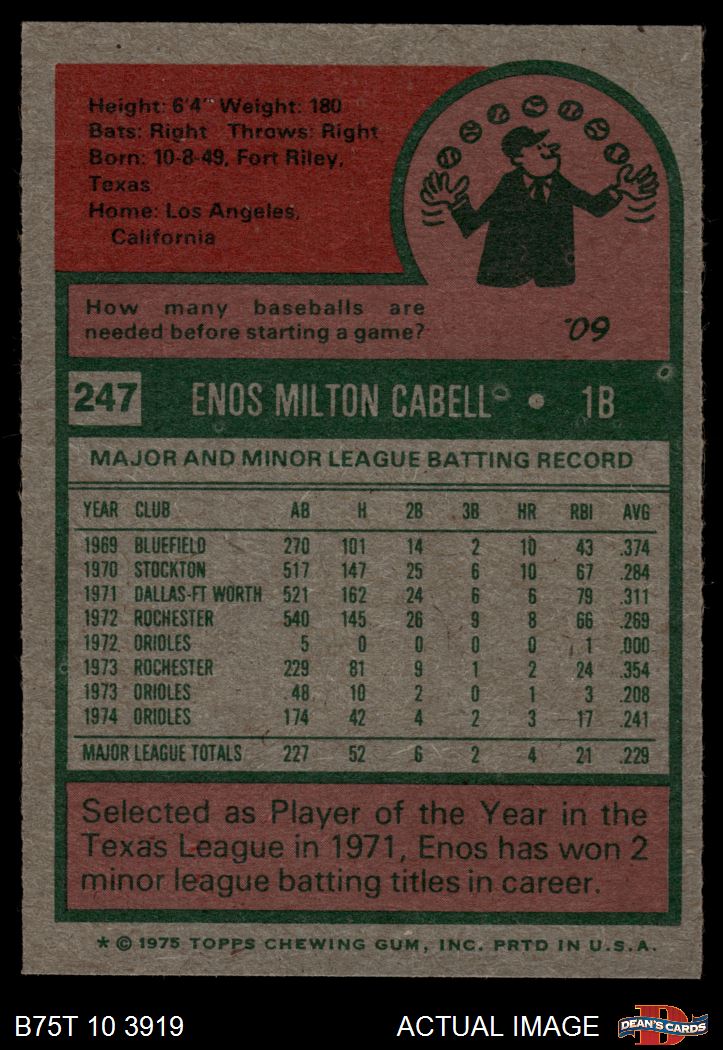 Height: 6'4" Weight: 180
Bats: Right Throws: Right
Born: 10-8-49, Fort Riley,
Texas
Home: Los Angeles,
California
How many baseballs are
needed before starting a game?
'09
247 ENOS MILTON CABELL • 1B
MAJOR AND MINOR LEAGUE BATTING RECORD
YEAR CLUB AB H 2B 3B HR RBI AVG
1969 BLUEFIELD 270 101 14 2 10 43 .374
1970 STOCKTON 517 147 25 6 10 67 .284
1971 DALLAS-FT WORTH 521 162 24 6 6 79 .311
1972 ROCHESTER 540 145 26 9 8 66 .269
1972 ORIOLES 5 0 0 0 0 1 .000
1973 ROCHESTER 229 81 9 1 2 24 .354
1973 ORIOLES 48 10 2 0 1 3 .208
1974 ORIOLES 174 42 4 2 3 17 .241
MAJOR LEAGUE TOTALS 227 52 6 2 4 21 .229
Selected as Player of the Year in the
Texas League in 1971, Enos has won 2
minor league batting titles in career.
* © 1975 TOPPS CHEWING GUM, INC. PRTD IN U.S.A.
B75T 10 3919 ACTUAL IMAGE DEAN'S CARDS